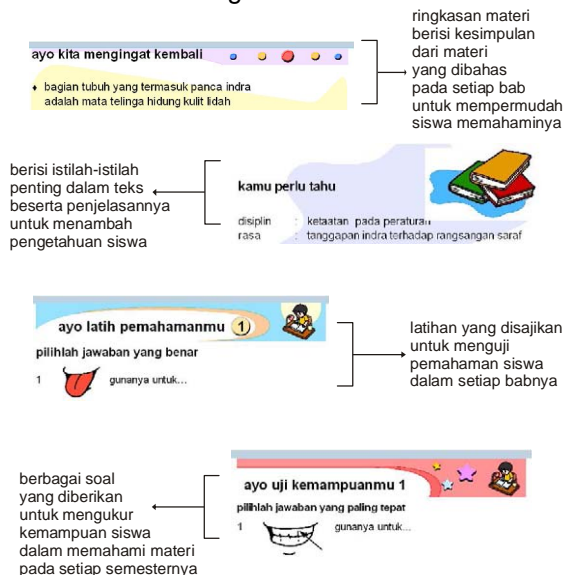 ringkasan materi
berisi kesimpulan
dari materi
yang dibahas
pada setiap bab
untuk mempermudah
siswa memahaminya
ayo kita mengingat kembali
bagian tubuh yang termasuk panca indra
adalah mata telinga hidung kulit lidah
berisi istilah-istilah
penting dalam teks
beserta penjelasannya
untuk menambah
pengetahuan siswa
kamu perlu tahu
disiplin : ketaatan pada peraturan
rasa : tanggapan indra terhadap rangsangan saraf
ayo latih pemahamanmu 1
pilihlah jawaban yang benar
1 gunanya untuk...
latihan yang disajikan
untuk menguji
pemahaman siswa
dalam setiap babnya
berbagai soal
yang diberikan
untuk mengukur
kemampuan siswa
dalam memahami materi
pada setiap semesternya
ayo uji kemampuanmu 1
pilihlah jawaban yang paling tepat
1 gunanya untuk...